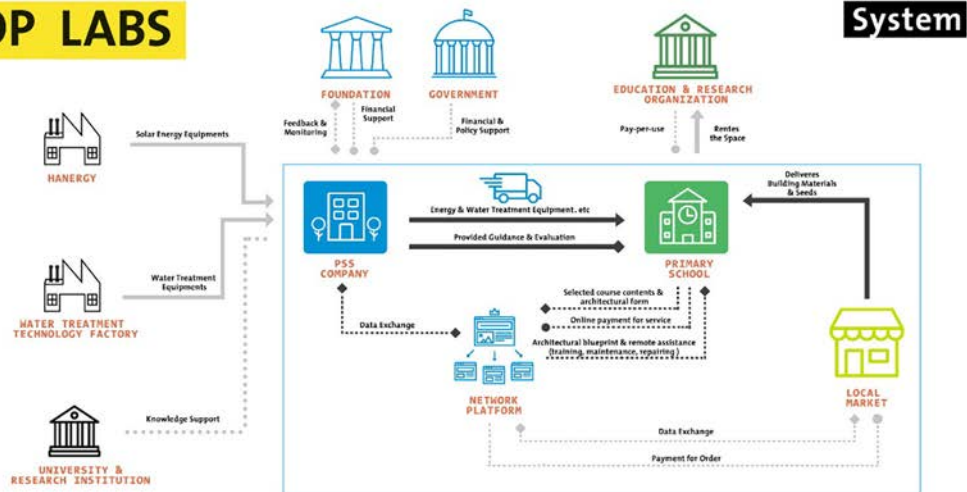 OP LABS
System
FOUNDATION
GOVERNMENT
EDUCATION & RESEARCH
ORGANIZATION
Feedback &
Monitoring
Financial
Support
Financial &
Policy Support
Pay-per-use
Rentes
the Space
Solar Energy Equipments
HANERGY
Deliveres
Building Materials
& Seeds
Energy & Water Treatment Equipment. etc
Provided Guidance & Evaluation
PSS
COMPANY
PRIMARY
SCHOOL
Water Treatment
Equipments
WATER TREATMENT
TECHNOLOGY FACTORY
Selected course contents &
architectural form
Online payment for service
Data Exchange
Architectural blueprint & remote assistance
(training, maintenance, repairing )
NETWORK
PLATFORM
LOCAL
MARKET
Knowledge Support
Data Exchange
Payment for Order
UNIVERSITY &
RESEARCH INSTITUTION